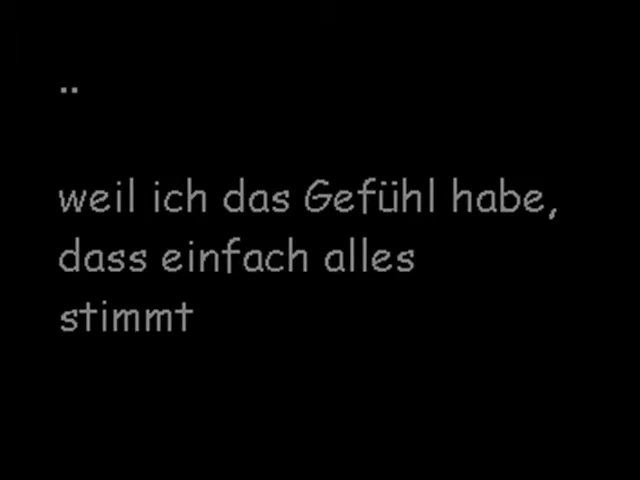 ..
weil ich das Gefühl habe,
dass einfach alles
stimmt